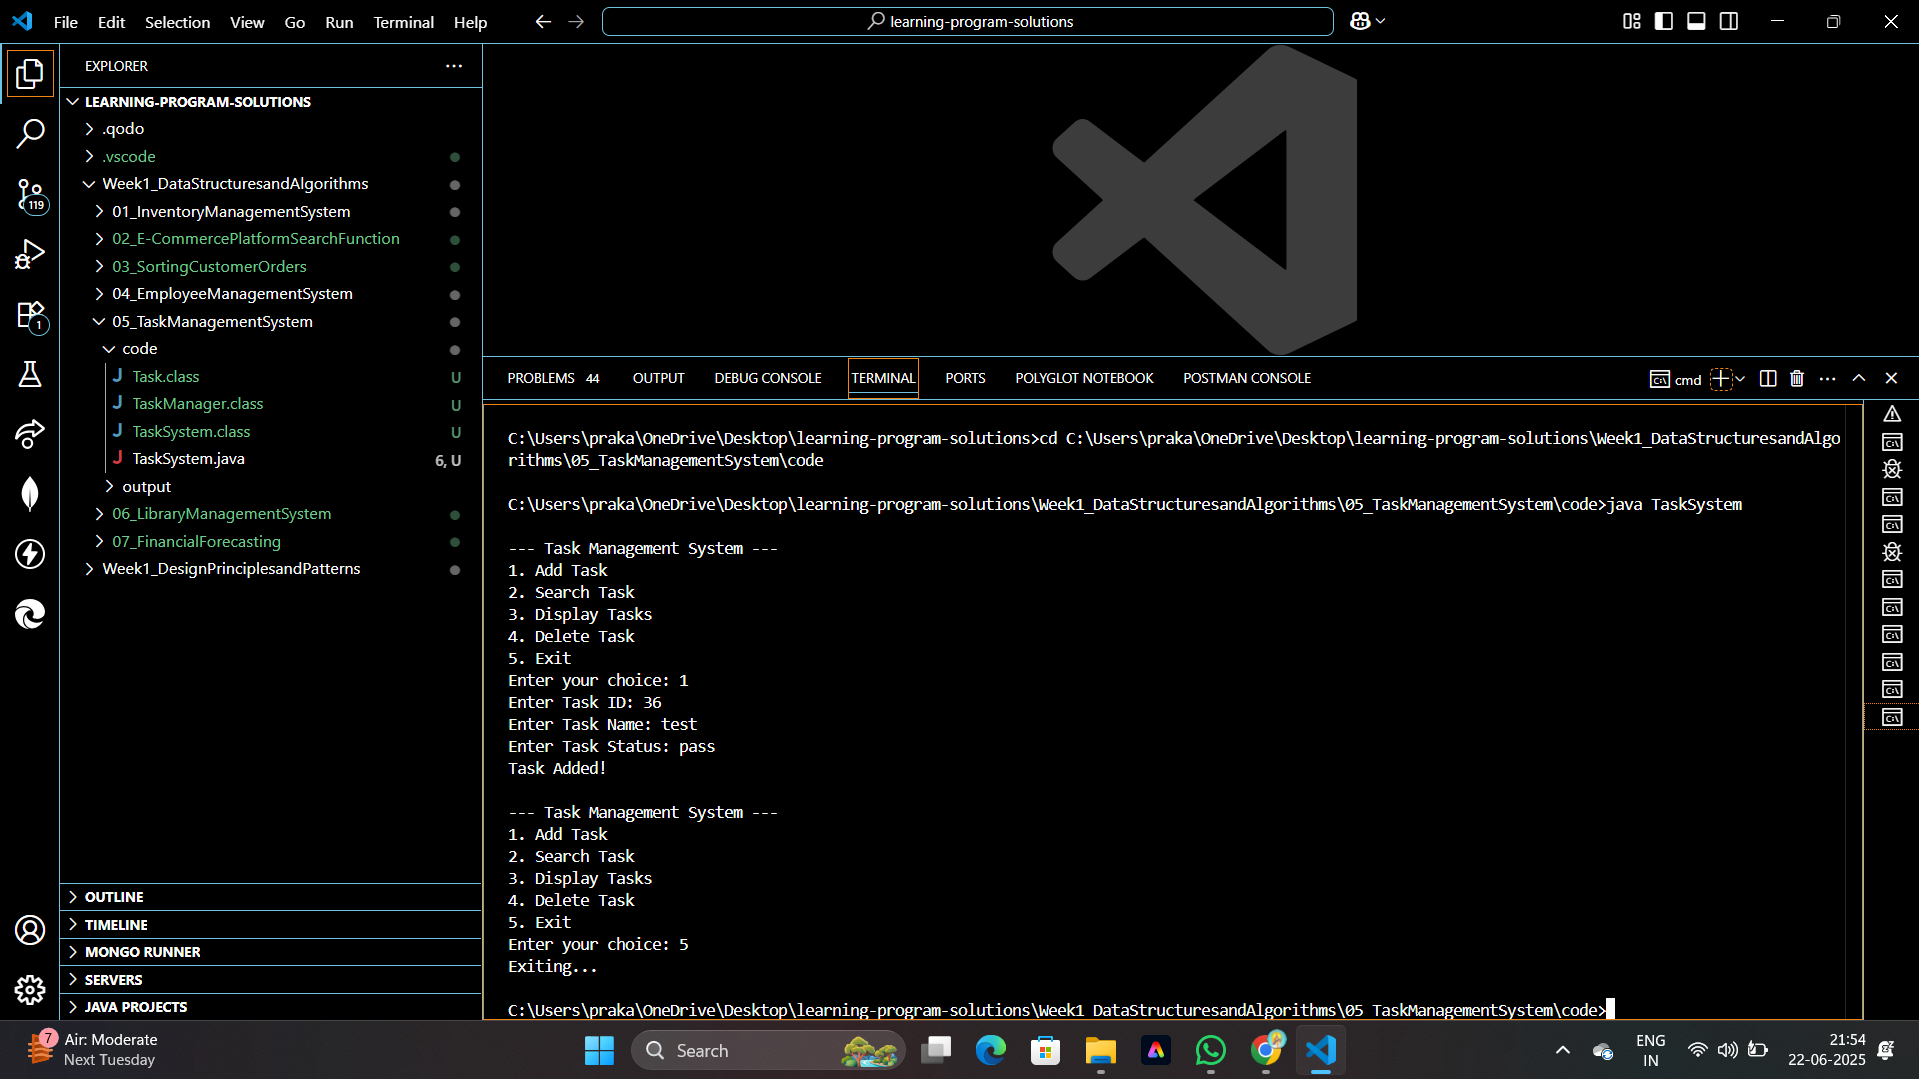 File Edit Selection View Go Run Terminal Help
learning-program-solutions
EXPLORER
LEARNING-PROGRAM-SOLUTIONS
.qodo
.vscode
Week1_DataStructuresandAlgorithms
01_InventoryManagementSystem
02_E-CommercePlatformSearchFunction
03_SortingCustomerOrders
04_EmployeeManagementSystem
05_TaskManagementSystem
code
Task.class U
TaskManager.class U
TaskSystem.class U
TaskSystem.java 6, U
output
06_LibraryManagementSystem
07_FinancialForecasting
Week1_DesignPrinciplesandPatterns
119
1
OUTLINE
TIMELINE
MONGO RUNNER
SERVERS
JAVA PROJECTS
PROBLEMS 44 OUTPUT DEBUG CONSOLE TERMINAL PORTS POLYGLOT NOTEBOOK POSTMAN CONSOLE
cmd
C:\Users\praka\OneDrive\Desktop\learning-program-solutions>cd C:\Users\praka\OneDrive\Desktop\learning-program-solutions\Week1_DataStructuresandAlgo
rithms\05_TaskManagementSystem\code
C:\Users\praka\OneDrive\Desktop\learning-program-solutions\Week1_DataStructuresandAlgorithms\05_TaskManagementSystem\code>java TaskSystem
--- Task Management System ---
1. Add Task
2. Search Task
3. Display Tasks
4. Delete Task
5. Exit
Enter your choice: 1
Enter Task ID: 36
Enter Task Name: test
Enter Task Status: pass
Task Added!
--- Task Management System ---
1. Add Task
2. Search Task
3. Display Tasks
4. Delete Task
5. Exit
Enter your choice: 5
Exiting...
C:\Users\praka\OneDrive\Desktop\learning-program-solutions\Week1_DataStructuresandAlgorithms\05_TaskManagementSystem\code>
7
Air: Moderate
Next Tuesday
Search
ENG
IN
21:54
22-06-2025